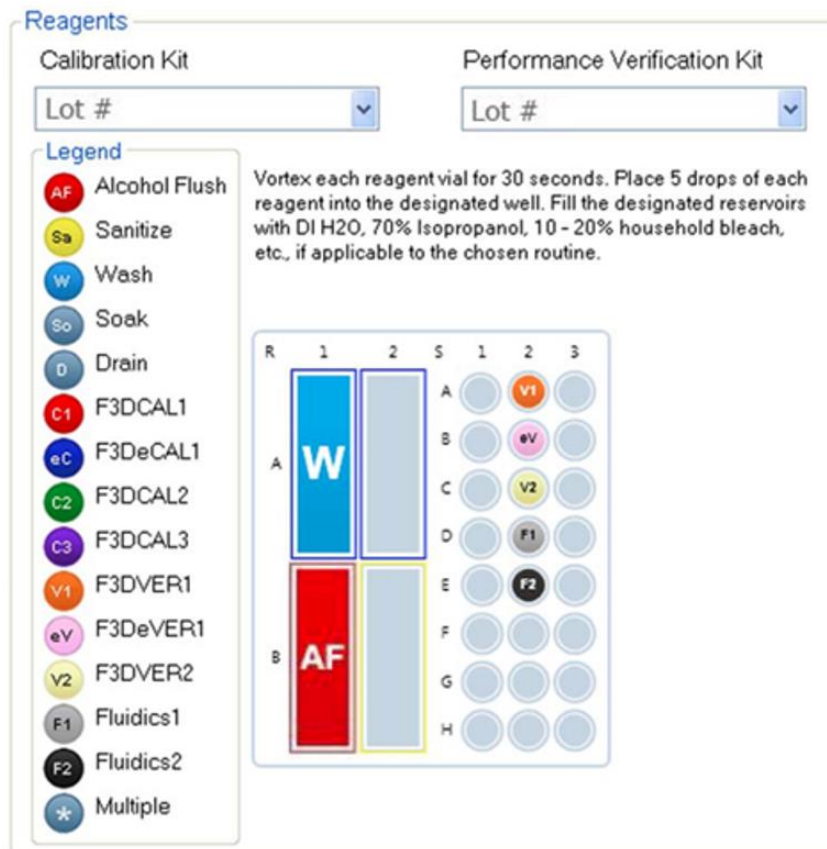 Reagents
Calibration Kit
Performance Verification Kit
Lot #
Lot #
Legend
AF Alcohol Flush
Sa Sanitize
W Wash
So Soak
D Drain
C1 F3DCAL1
eC F3DeCAL1
C2 F3DCAL2
C3 F3DCAL3
V1 F3DVER1
eV F3DeVER1
V2 F3DVER2
F1 Fluidics1
F2 Fluidics2
* Multiple
Vortex each reagent vial for 30 seconds. Place 5 drops of each
reagent into the designated well. Fill the designated reservoirs
with DI H2O, 70% Isopropanol, 10 - 20% household bleach,
etc., if applicable to the chosen routine.
R 1 2 S 1 2 3
A V1
B eV
A W
C V2
D F1
E F2
F
B AF
G
H